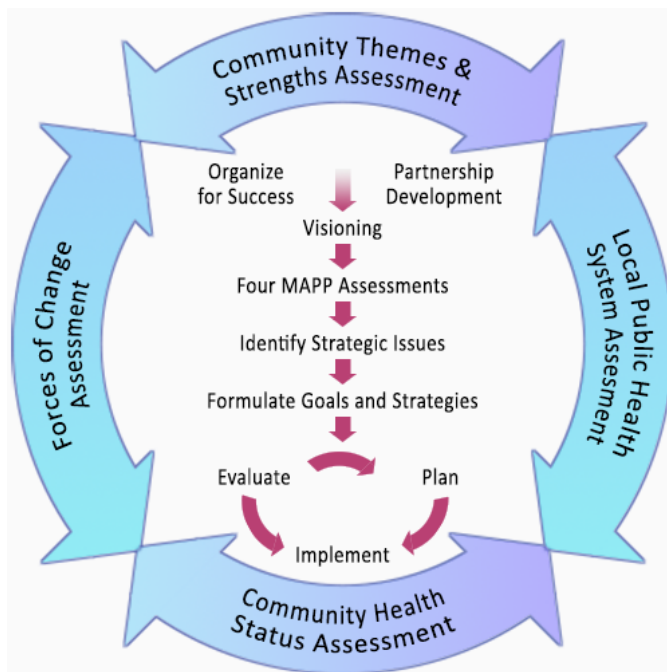 Community Themes &
Strengths Assessment
Organize
for Success
Partnership
Development
Visioning
Four MAPP Assessments
Identify Strategic Issues
Formulate Goals and Strategies
Evaluate
Plan
Implement
Forces of Change
Assessment
Local Public Health
System Assesment
Community Health
Status Assessment